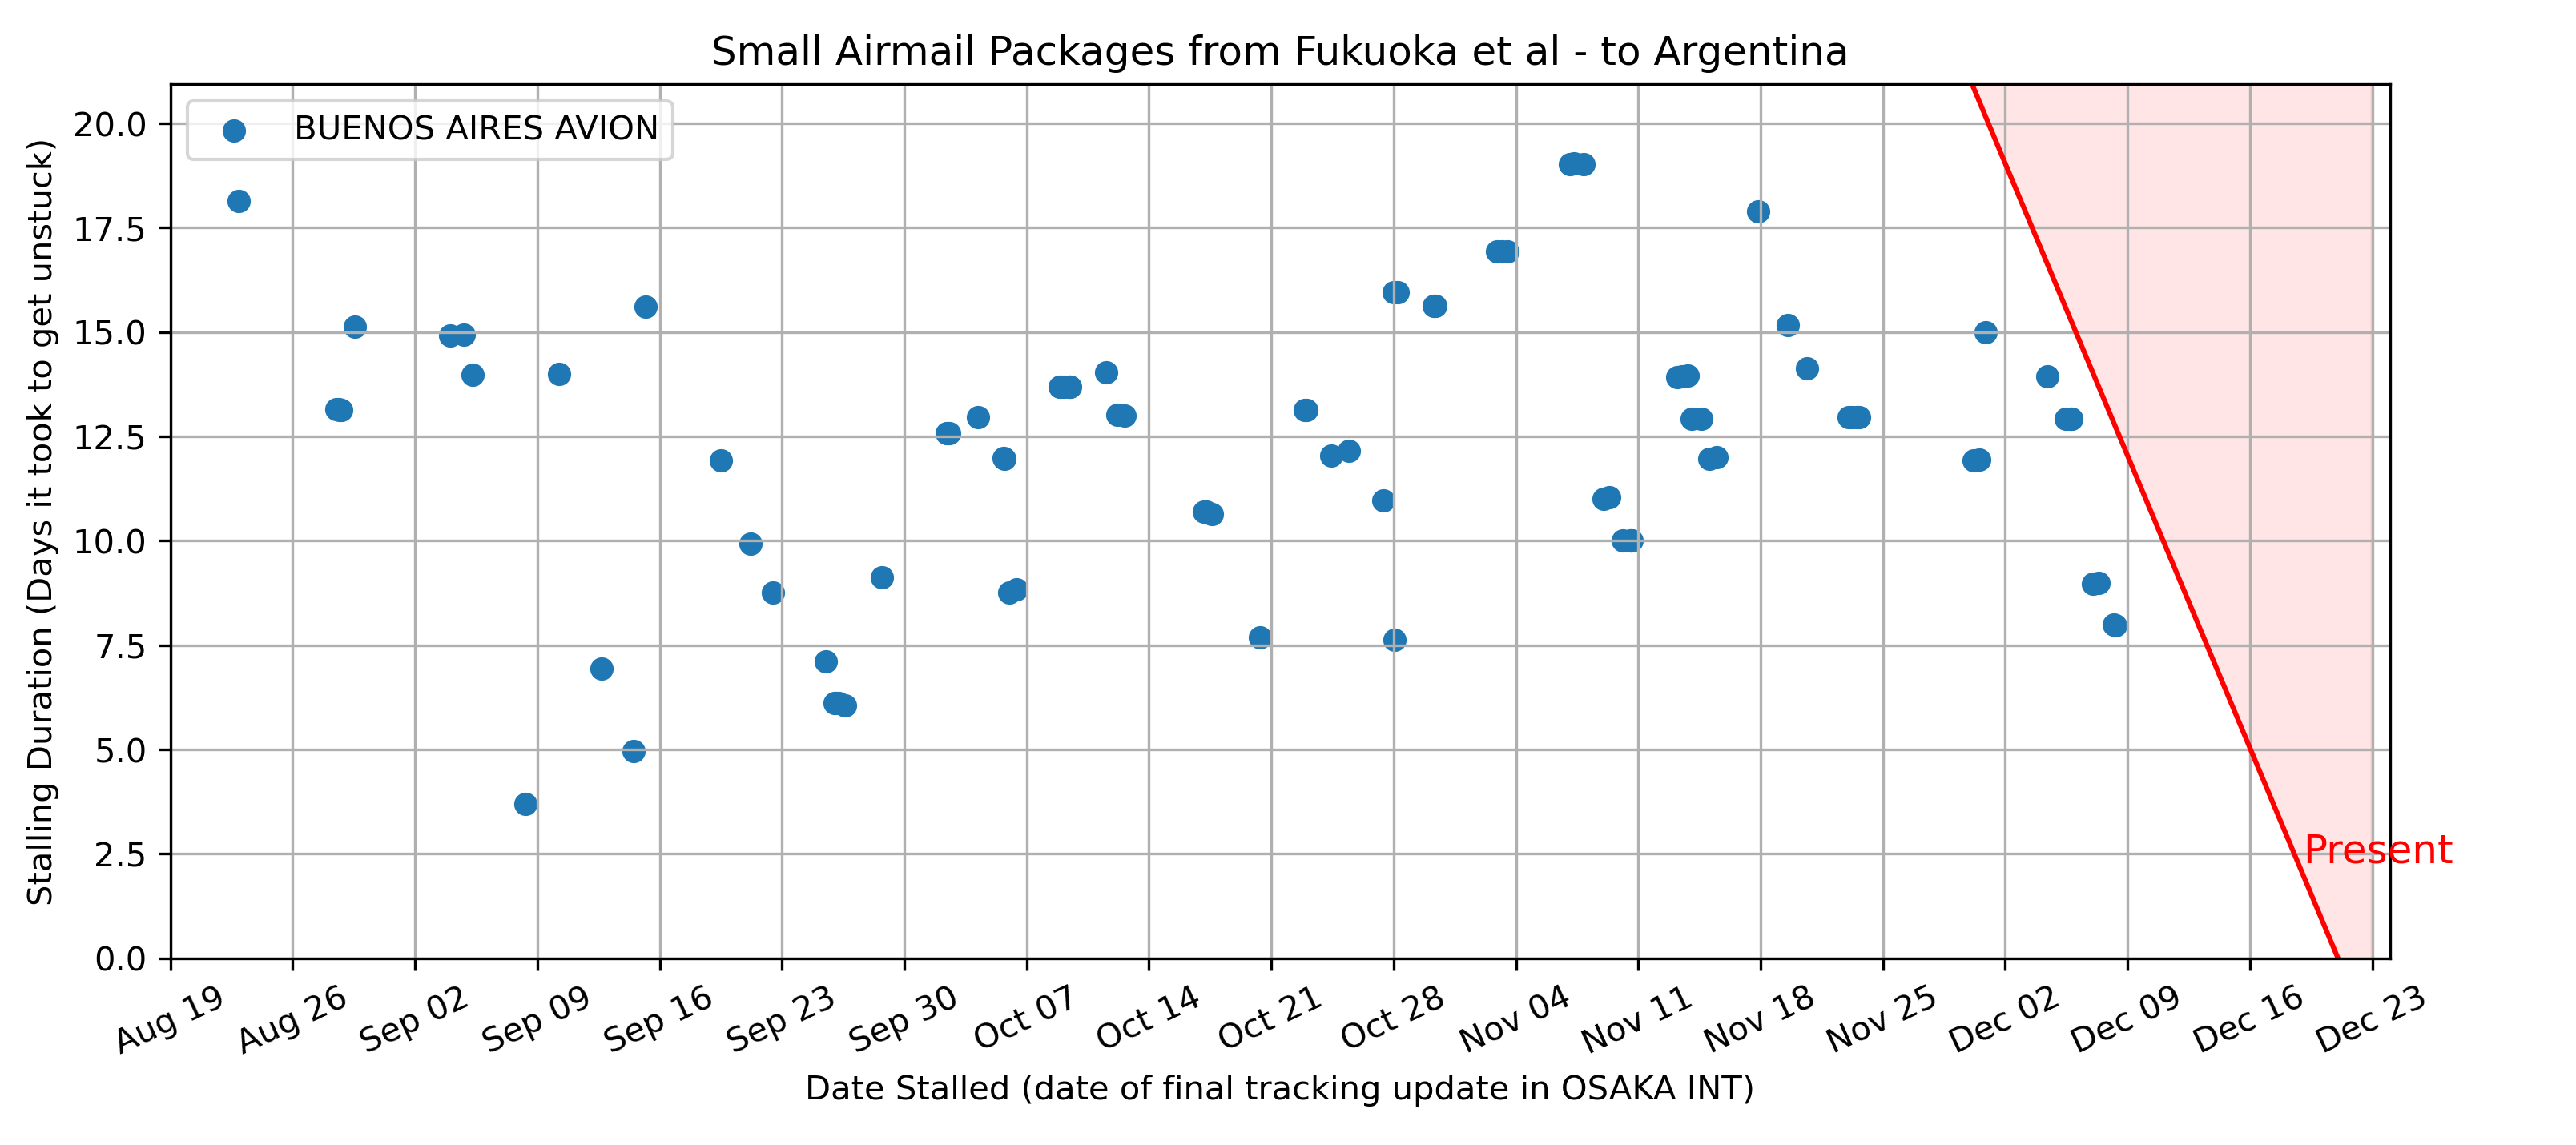 Small Airmail Packages from Fukuoka et al - to Argentina
BUENOS AIRES AVION
Stalling Duration (Days it took to get unstuck)
20.0
17.5
15.0
12.5
10.0
7.5
5.0
2.5
0.0
Present
Aug 19
Aug 26
Sep 02
Sep 09
Sep 16
Sep 23
Sep 30
Oct 07
Oct 14
Oct 21
Oct 28
Nov 04
Nov 11
Nov 18
Nov 25
Dec 02
Dec 09
Dec 16
Dec 23
Date Stalled (date of final tracking update in OSAKA INT)